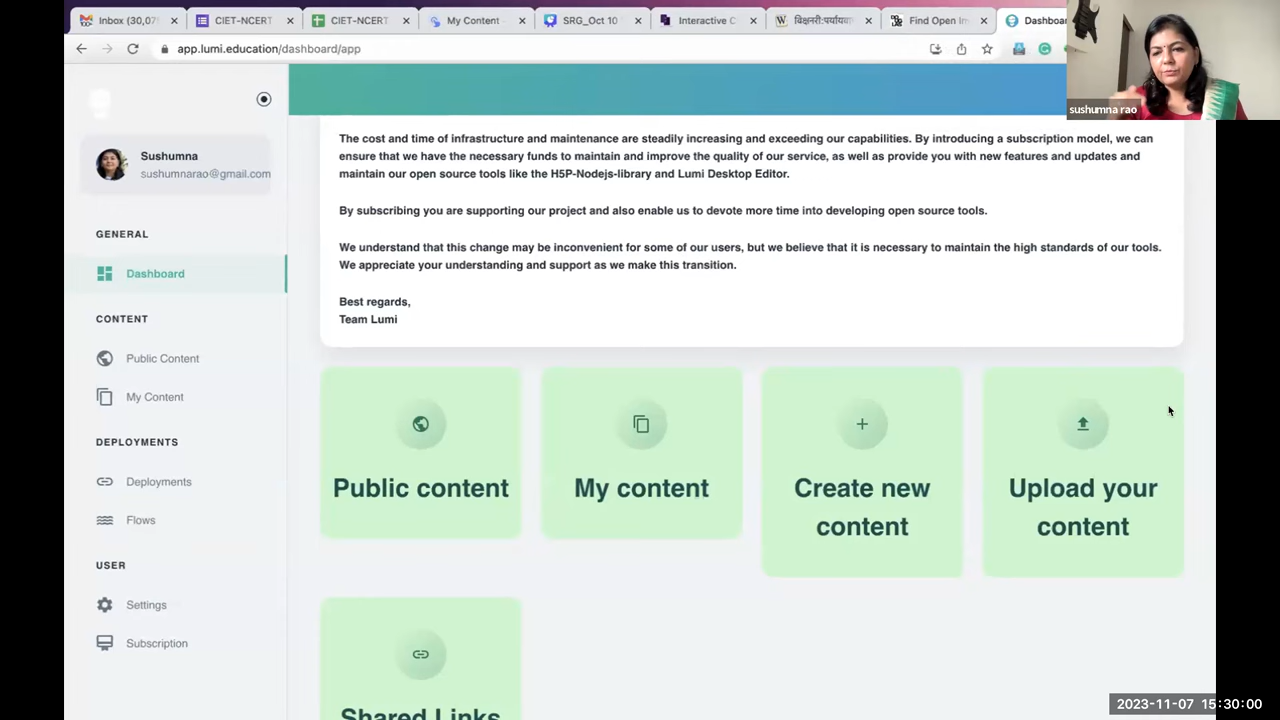 Inbox (30,07
CIET-NCERT
CIET-NCERT
My Content -
SRG_Oct 10
Interactive C
Find Open Im
Dashboar
app.lumi.education/dashboard/app
sushumna rao
Sushumna
sushumnarao@gmail.com
GENERAL
Dashboard
CONTENT
Public Content
My Content
DEPLOYMENTS
Deployments
Flows
USER
Settings
Subscription
The cost and time of infrastructure and maintenance are steadily increasing and exceeding our capabilities. By introducing a subscription model, we can
ensure that we have the necessary funds to maintain and improve the quality of our service, as well as provide you with new features and updates and
maintain our open source tools like the H5P-Nodejs-library and Lumi Desktop Editor.
By subscribing you are supporting our project and also enable us to devote more time into developing open source tools.
We understand that this change may be inconvenient for some of our users, but we believe that it is necessary to maintain the high standards of our tools.
We appreciate your understanding and support as we make this transition.
Best regards,
Team Lumi
Public content
My content
Create new
content
Upload your
content
Shared Links
2023-11-07 15:30:00